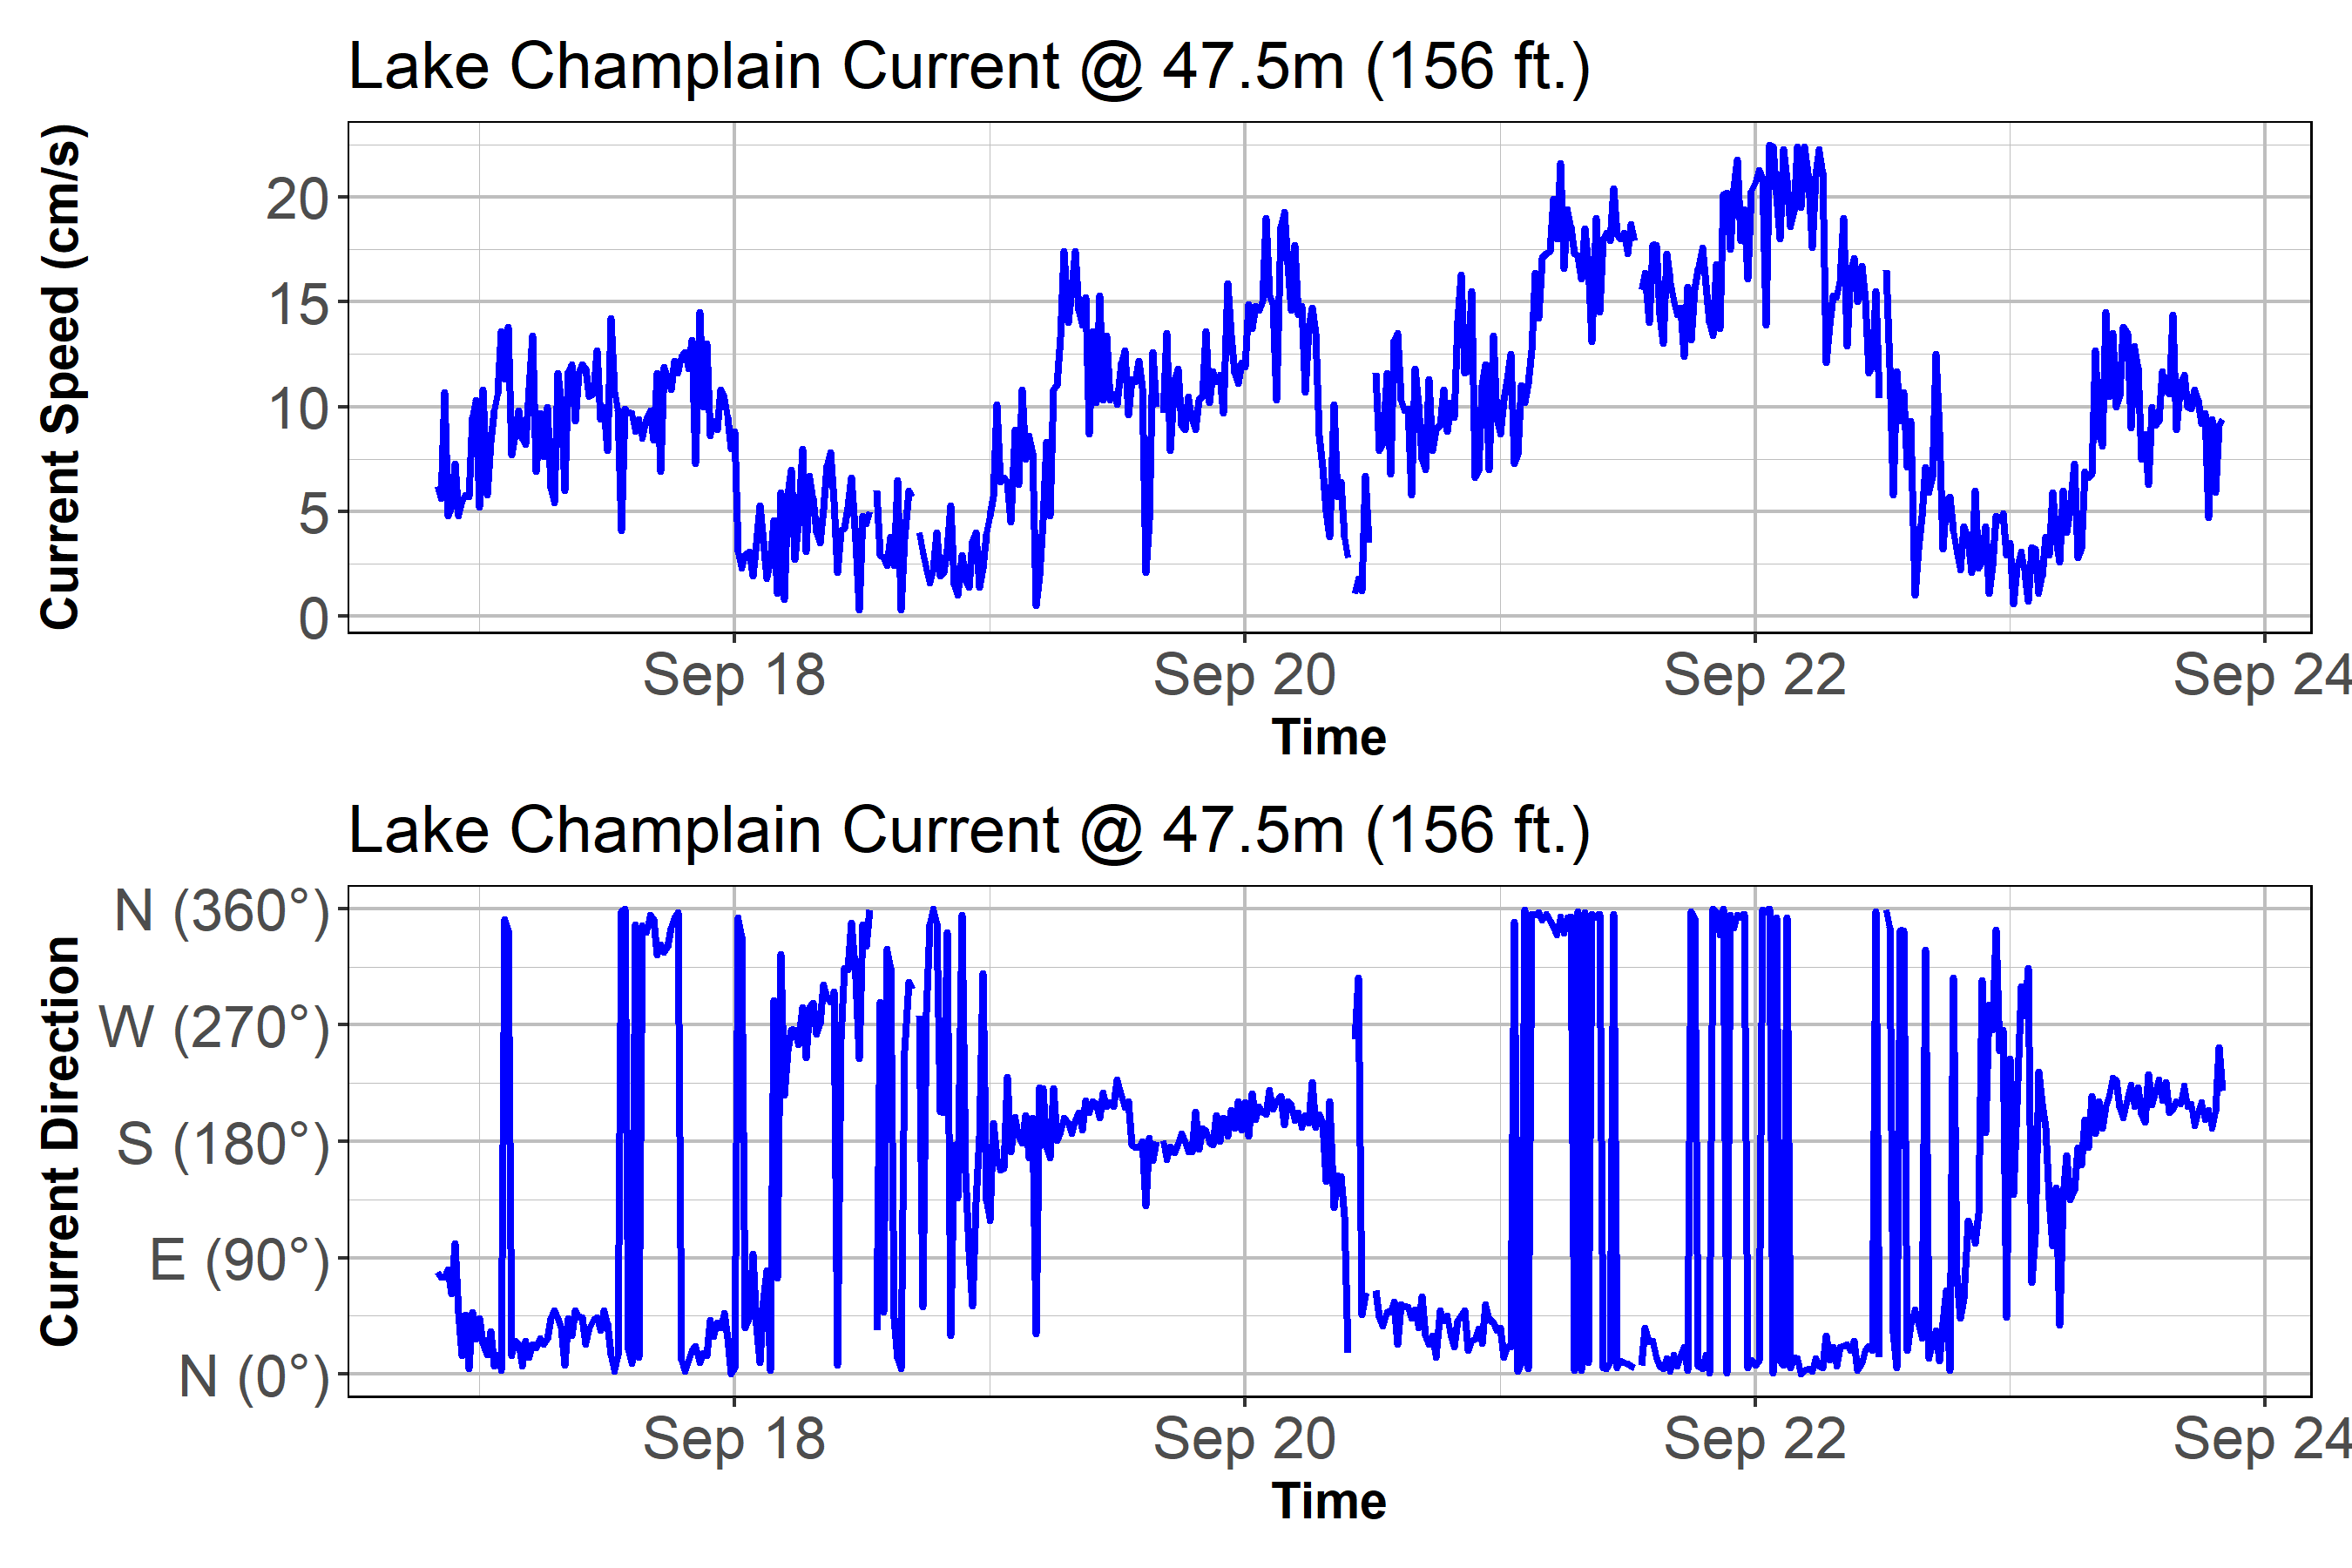 Lake Champlain Current @ 47.5m (156 ft.)
Current Speed (cm/s)
20
15
10
5
0
Sep 18 Sep 20 Sep 22 Sep 24
Time
Lake Champlain Current @ 47.5m (156 ft.)
Current Direction
N (360°)
W (270°)
S (180°)
E (90°)
N (0°)
Sep 18 Sep 20 Sep 22 Sep 24
Time